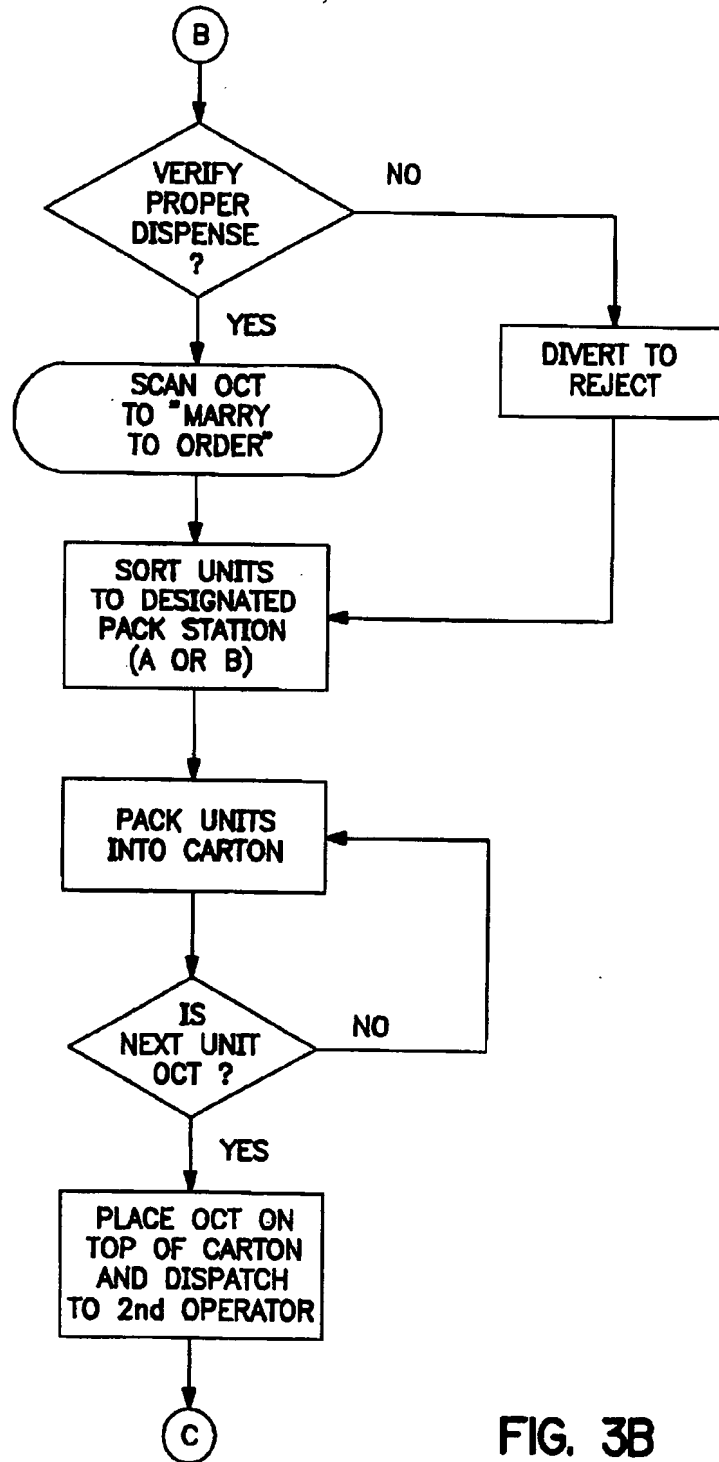 B
VERIFY
PROPER
DISPENSE
?
NO
YES
DIVERT TO
REJECT
SCAN OCT
TO "MARRY
TO ORDER"
SORT UNITS
TO DESIGNATED
PACK STATION
(A OR B)
PACK UNITS
INTO CARTON
IS
NEXT UNIT
OCT ?
NO
YES
PLACE OCT ON
TOP OF CARTON
AND DISPATCH
TO 2nd OPERATOR
C
FIG. 3B